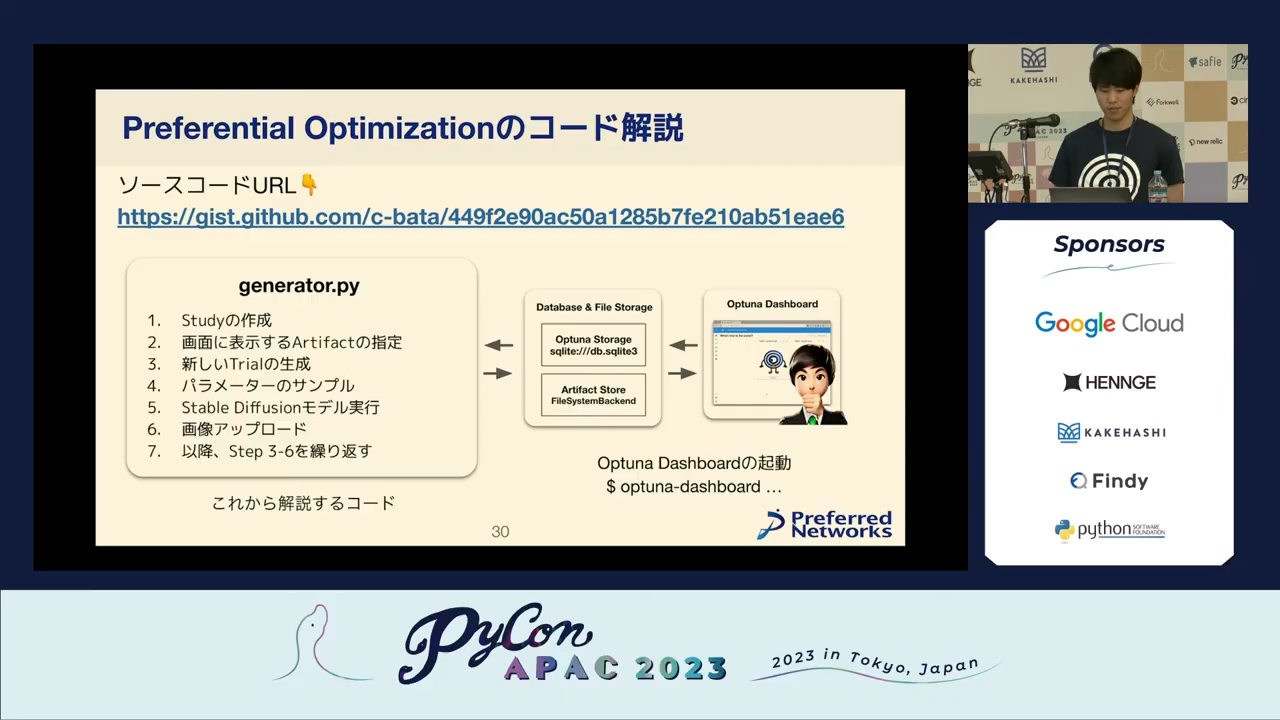 Preferential Optimizationのコード解説
ソースコードURL👇
https://gist.github.com/c-bata/449f2e90ac50a1285b7fe210ab51eae6
generator.py
1. Studyの作成
2. 画面に表示するArtifactの指定
3. 新しいTrialの生成
4. パラメーターのサンプル
5. Stable Diffusionモデル実行
6. 画像アップロード
7. 以降、Step 3-6を繰り返す
これから解説するコード
Database & File Storage
Optuna Storage
sqlite:///db.sqlite3
Artifact Store
FileSystemBackend
Optuna Dashboard
Optuna Dashboardの起動
$ optuna-dashboard …
30
Preferred
Networks
KAKEHASHI
safie
Forkwell
new relic
Sponsors
Google Cloud
HENNGE
KAKEHASHI
Findy
python SOFTWARE FOUNDATION
PyCon
APAC 2023
2023 in Tokyo, Japan